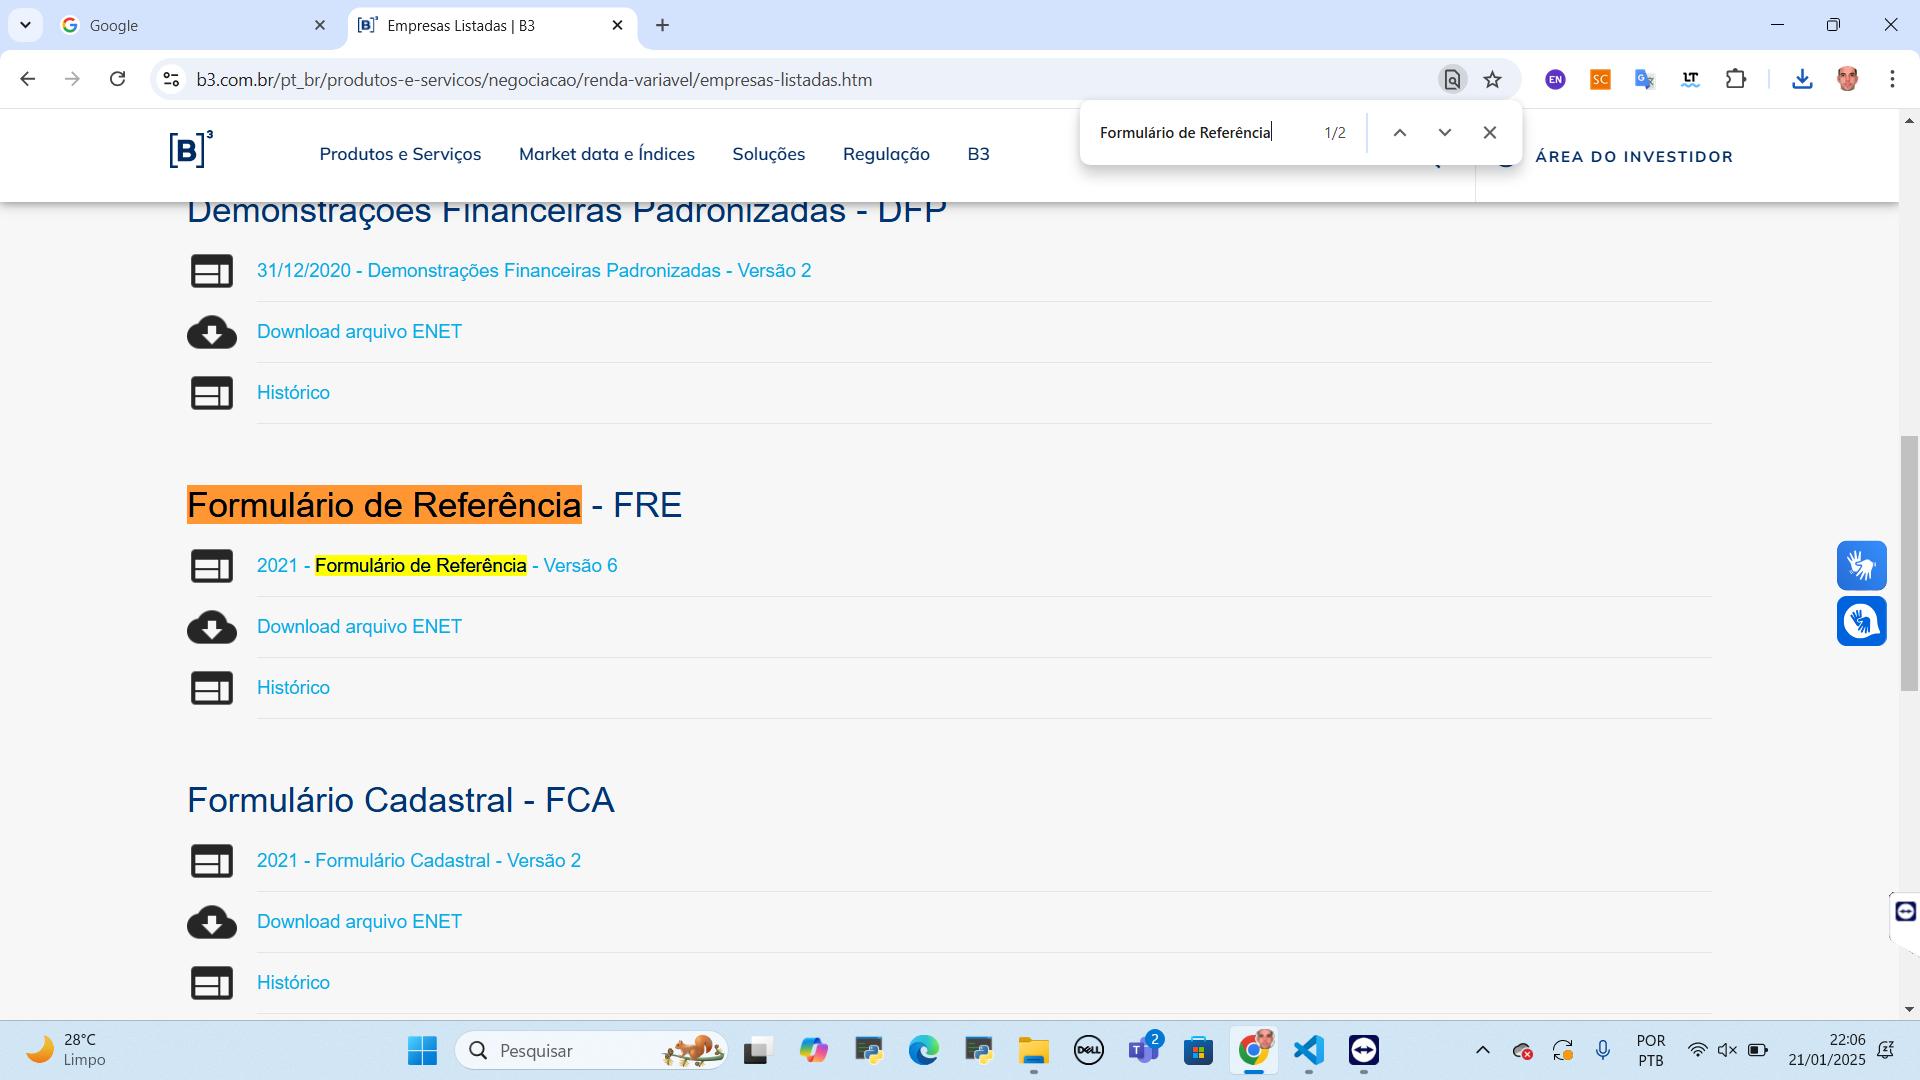 Google
Empresas Listadas | B3
b3.com.br/pt_br/produtos-e-servicos/negociacao/renda-variavel/empresas-listadas.htm
EN
SC
LT
Formulário de Referência 1/2
[B]³
Produtos e Serviços
Market data e Índices
Soluções
Regulação
B3
ÁREA DO INVESTIDOR
Demonstrações Financeiras Padronizadas - DFP
31/12/2020 - Demonstrações Financeiras Padronizadas - Versão 2
Download arquivo ENET
Histórico
Formulário de Referência - FRE
2021 - Formulário de Referência - Versão 6
Download arquivo ENET
Histórico
Formulário Cadastral - FCA
2021 - Formulário Cadastral - Versão 2
Download arquivo ENET
Histórico
28°C
Limpo
Pesquisar
DELL
2
POR
PTB
22:06
21/01/2025